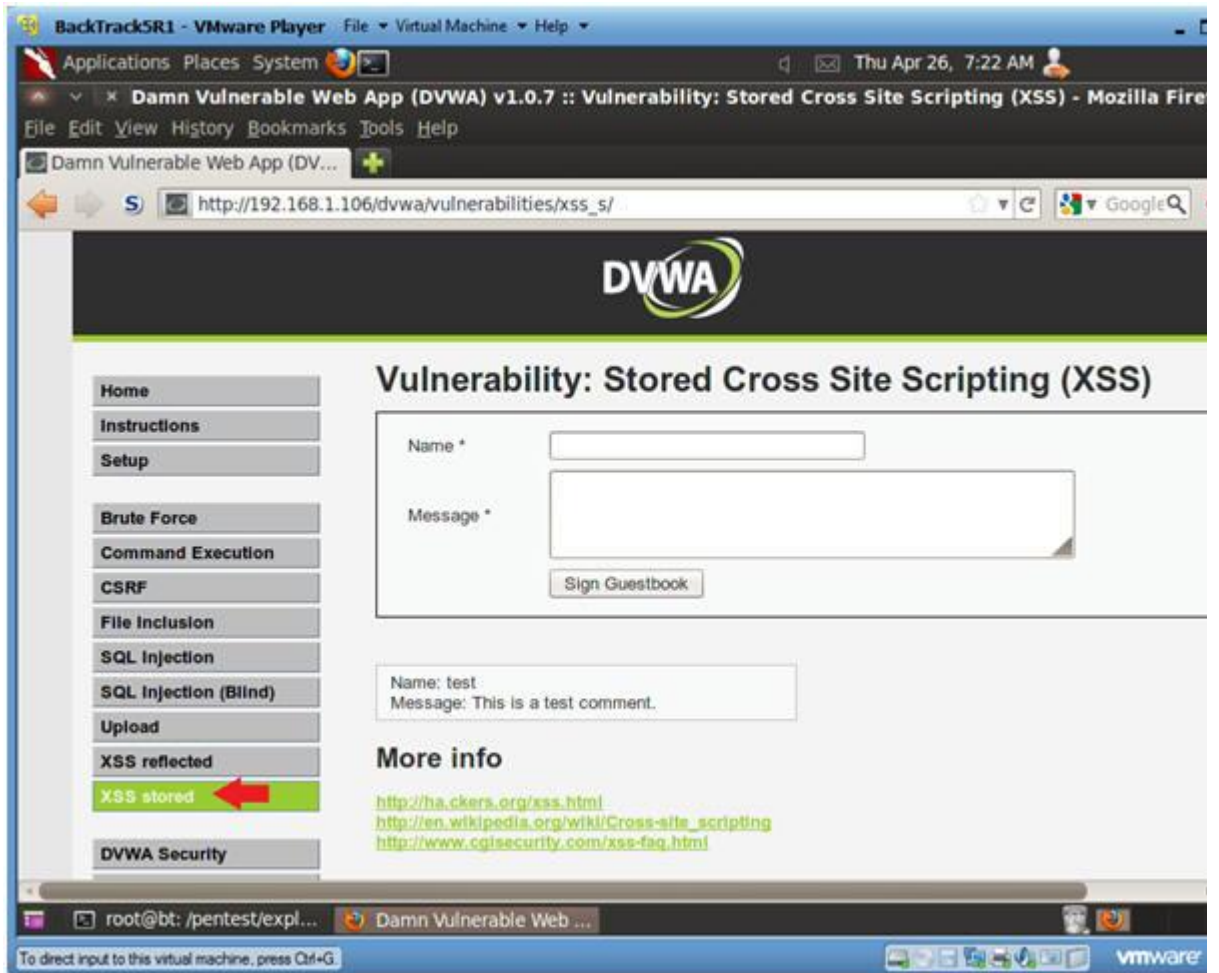 BackTrack5R1 - VMware Player File Virtual Machine Help
Applications Places System Thu Apr 26, 7:22 AM
Damn Vulnerable Web App (DVWA) v1.0.7 :: Vulnerability: Stored Cross Site Scripting (XSS) - Mozilla Fire
File Edit View History Bookmarks Tools Help
Damn Vulnerable Web App (DV...
S http://192.168.1.106/dvwa/vulnerabilities/xss_s/ Google
DVWA
Home
Instructions
Setup
Brute Force
Command Execution
CSRF
File Inclusion
SQL Injection
SQL Injection (Blind)
Upload
XSS reflected
XSS stored
DVWA Security
Vulnerability: Stored Cross Site Scripting (XSS)
Name *
Message *
Sign Guestbook
Name: test
Message: This is a test comment.
More info
http://ha.ckers.org/xss.html
http://en.wikipedia.org/wiki/Cross-site_scripting
http://www.cgisecurity.com/xss-faq.html
root@bt: /pentest/expl... Damn Vulnerable Web ...
To direct input to this virtual machine, press Ctrl+G. vmware